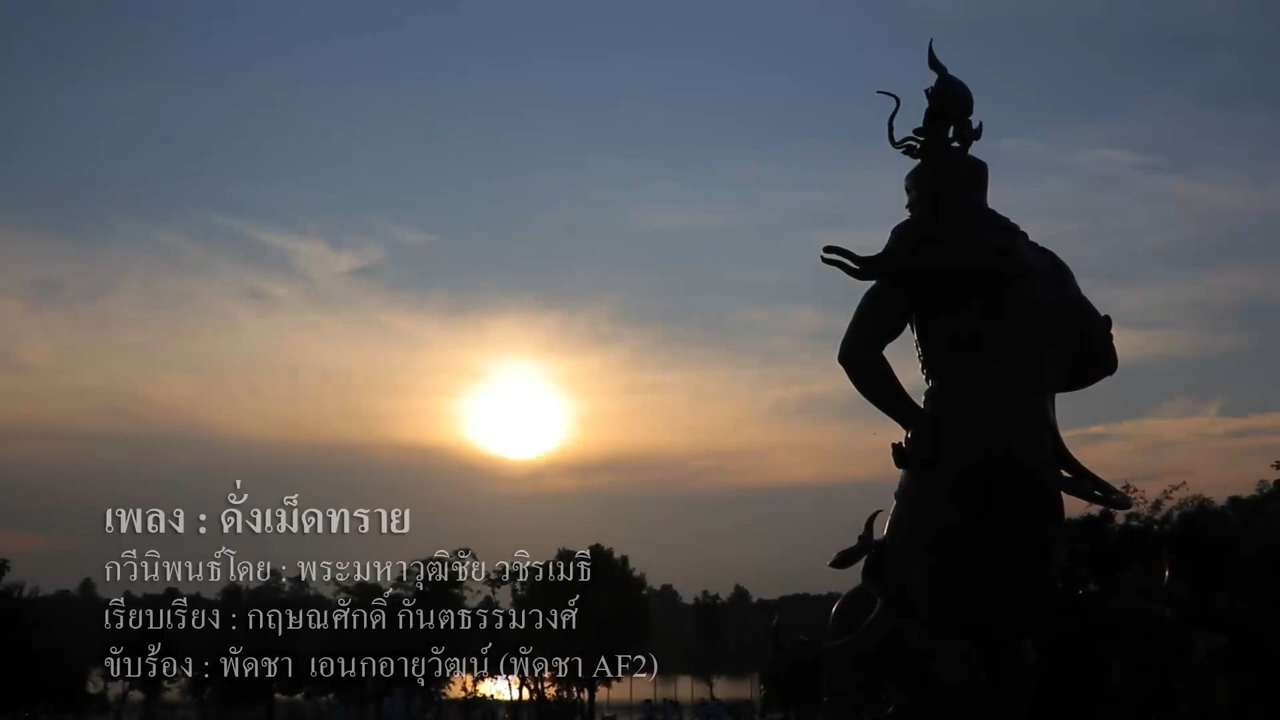 เพลง : ดั่งเม็ดทราย
กวีนิพนธ์โดย : พระมหาวุฒิชัย วชิรเมธี
เรียบเรียง : กฤษณศักดิ์ กันตธรรมวงศ์
ขับร้อง : พัดชา เอนกอายุวัฒน์ (พัดชา AF2)